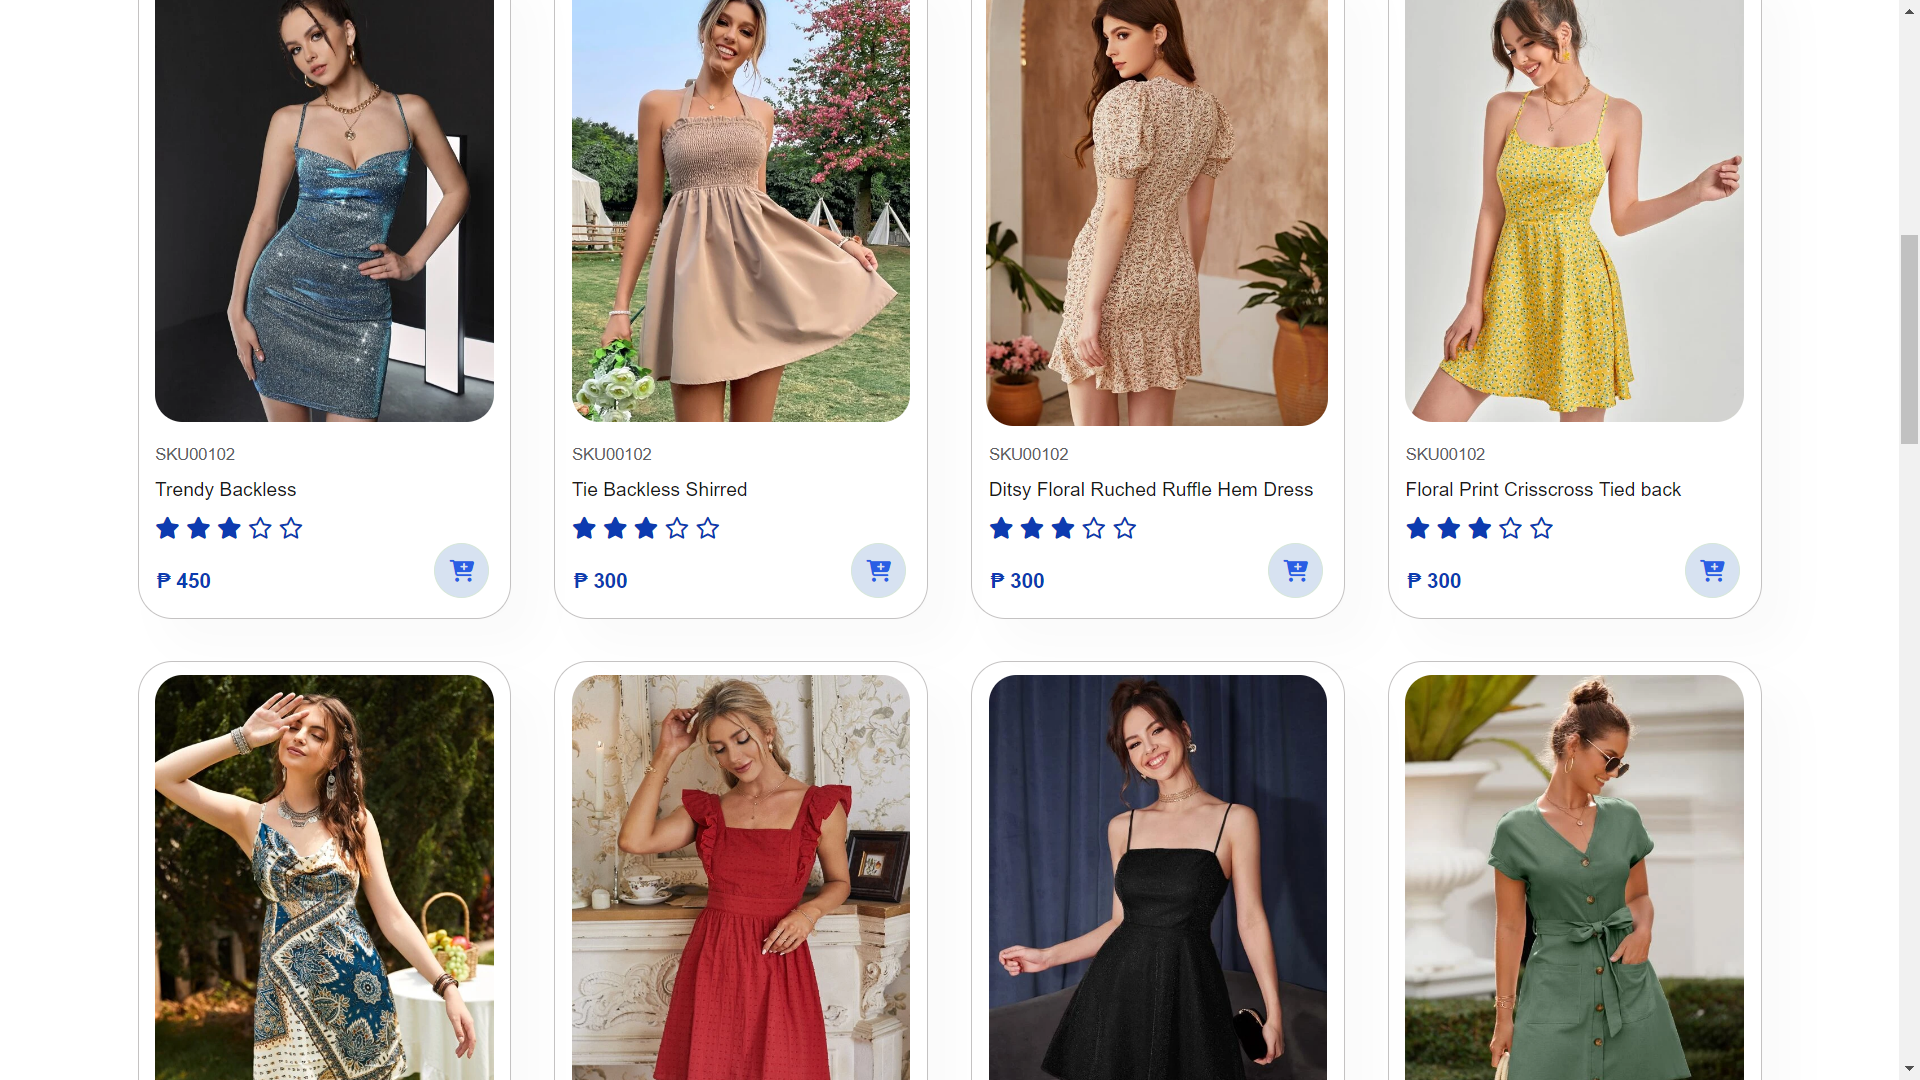 SKU00102
Trendy Backless
₱ 450
SKU00102
Tie Backless Shirred
₱ 300
SKU00102
Ditsy Floral Ruched Ruffle Hem Dress
₱ 300
SKU00102
Floral Print Crisscross Tied back
₱ 300